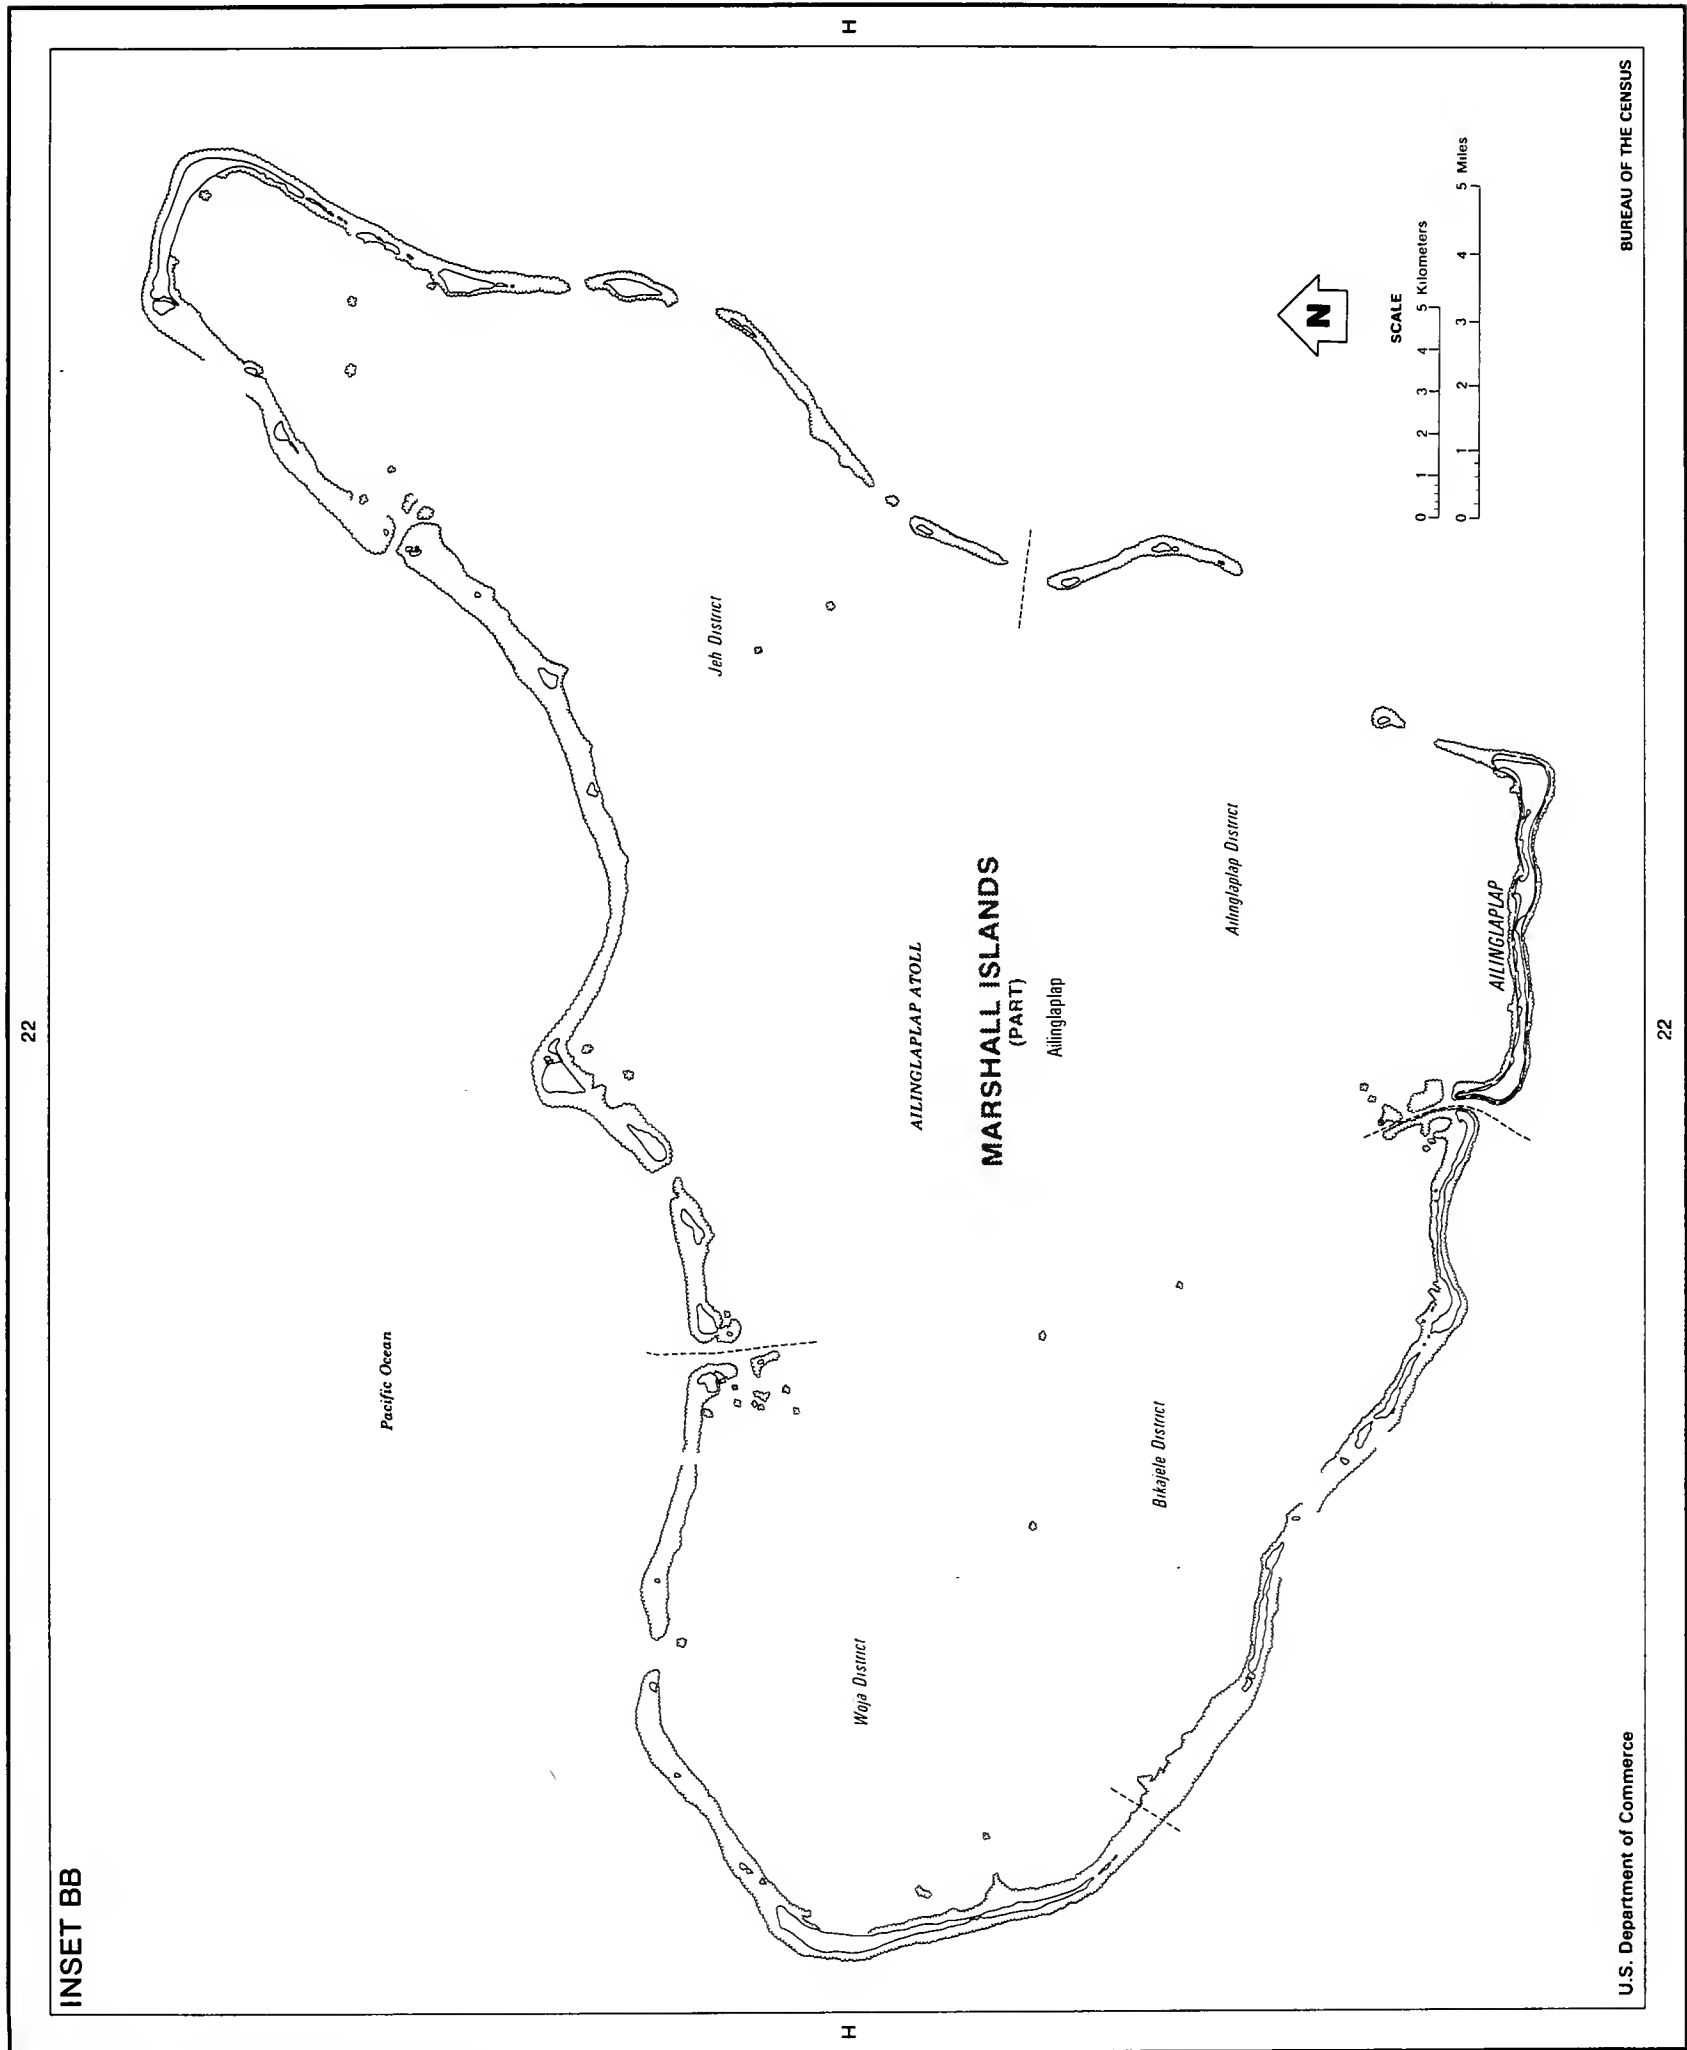 INSET BB
22
H
H
Pacific Ocean
Jeh District
AILINGLAPLAP ATOLL
MARSHALL ISLANDS
(PART)
Ailinglaplap
Woja District
Bikajele District
Ailinglaplap District
AILINGLAPLAP
N
SCALE
0 1 2 3 4 5 Kilometers
0 1 2 3 4 5 Miles
U.S. Department of Commerce
BUREAU OF THE CENSUS
22